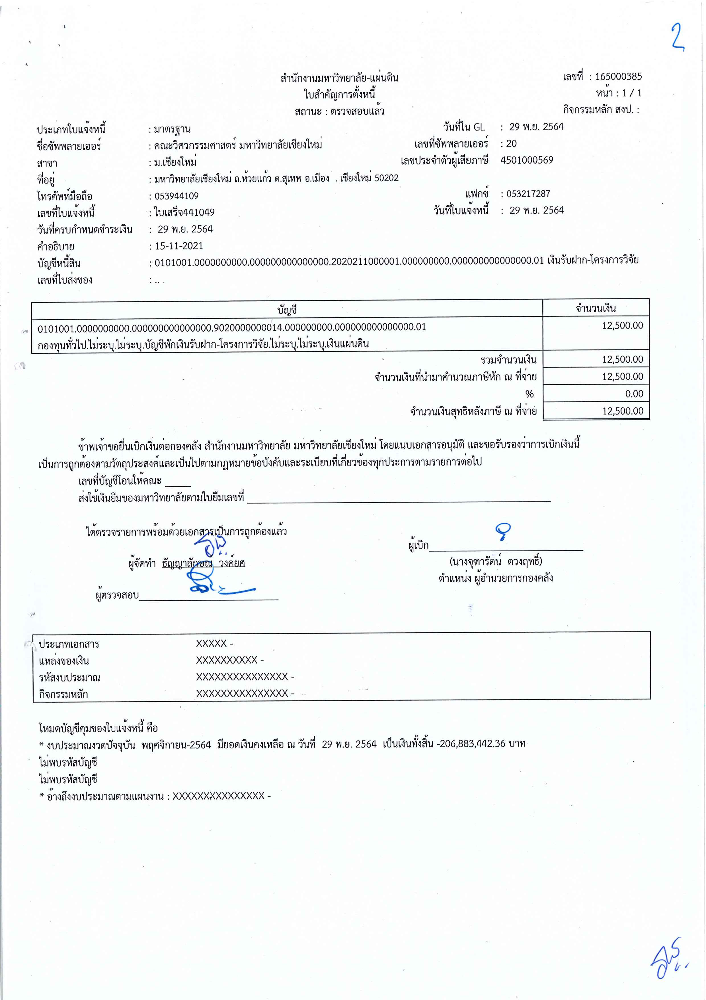 2
สำนักงานมหาวิทยาลัย-แผ่นดิน
เลขที่ : 165000385
ใบสำคัญการตั้งหนี้
หน้า : 1 / 1
สถานะ : ตรวจสอบแล้ว
กิจกรรมหลัก สงป. :
ประเภทใบแจ้งหนี้ : มาตรฐาน วันที่ใน GL : 29 พ.ย. 2564
ชื่อซัพพลายเออร์ : คณะวิศวกรรมศาสตร์ มหาวิทยาลัยเชียงใหม่ เลขที่ซัพพลายเออร์ : 20
สาขา : ม.เชียงใหม่ เลขประจำตัวผู้เสียภาษี 4501000569
ที่อยู่ : มหาวิทยาลัยเชียงใหม่ ถ.ห้วยแก้ว ต.สุเทพ อ.เมือง . เชียงใหม่ 50202
โทรศัพท์มือถือ : 053944109 แฟกซ์ : 053217287
เลขที่ใบแจ้งหนี้ : ใบเสร็จ441049 วันที่ใบแจ้งหนี้ : 29 พ.ย. 2564
วันที่ครบกำหนดชำระเงิน : 29 พ.ย. 2564
คำอธิบาย : 15-11-2021
บัญชีหนี้สิน : 0101001.0000000000.000000000000000.2020211000001.000000000.000000000000000.01 เงินรับฝาก-โครงการวิจัย
เลขที่ใบส่งของ : .. .
บัญชี จำนวนเงิน
0101001.0000000000.000000000000000.9020000000014.000000000.000000000000000.01 12,500.00
กองทุนทั่วไป.ไม่ระบุ.ไม่ระบุ.บัญชีพักเงินรับฝาก-โครงการวิจัย.ไม่ระบุ.ไม่ระบุ.เงินแผ่นดิน
รวมจำนวนเงิน 12,500.00
จำนวนเงินที่นำมาคำนวณภาษีหัก ณ ที่จ่าย 12,500.00
% 0.00
จำนวนเงินสุทธิหลังภาษี ณ ที่จ่าย 12,500.00
ข้าพเจ้าขอยื่นเบิกเงินต่อกองคลัง สำนักงานมหาวิทยาลัย มหาวิทยาลัยเชียงใหม่ โดยแนบเอกสารอนุมัติ และขอรับรองว่าการเบิกเงินนี้
เป็นการถูกต้องตามวัตถุประสงค์และเป็นไปตามกฎหมายข้อบังคับและระเบียบที่เกี่ยวข้องทุกประการตามรายการต่อไป
เลขที่บัญชีโอนให้คณะ
ส่งใช้เงินยืมของมหาวิทยาลัยตามใบยืมเลขที่
ได้ตรวจรายการพร้อมด้วยเอกสารเป็นการถูกต้องแล้ว
ผู้เบิก
ผู้จัดทำ ธัญญาลักษณ์ วงค์ยศ
(นางจุฑารัตน์ ดวงฤทธิ์)
ตำแหน่ง ผู้อำนวยการกองคลัง
ผู้ตรวจสอบ
ประเภทเอกสาร XXXXX -
แหล่งของเงิน XXXXXXXXXX -
รหัสงบประมาณ XXXXXXXXXXXXXXX -
กิจกรรมหลัก XXXXXXXXXXXXXXX -
โหมดบัญชีคุมของใบแจ้งหนี้ คือ
* งบประมาณงวดปัจจุบัน พฤศจิกายน-2564 มียอดเงินคงเหลือ ณ วันที่ 29 พ.ย. 2564 เป็นเงินทั้งสิ้น -206,883,442.36 บาท
ไม่พบรหัสบัญชี
ไม่พบรหัสบัญชี
* อ้างถึงงบประมาณตามแผนงาน : XXXXXXXXXXXXXXX -